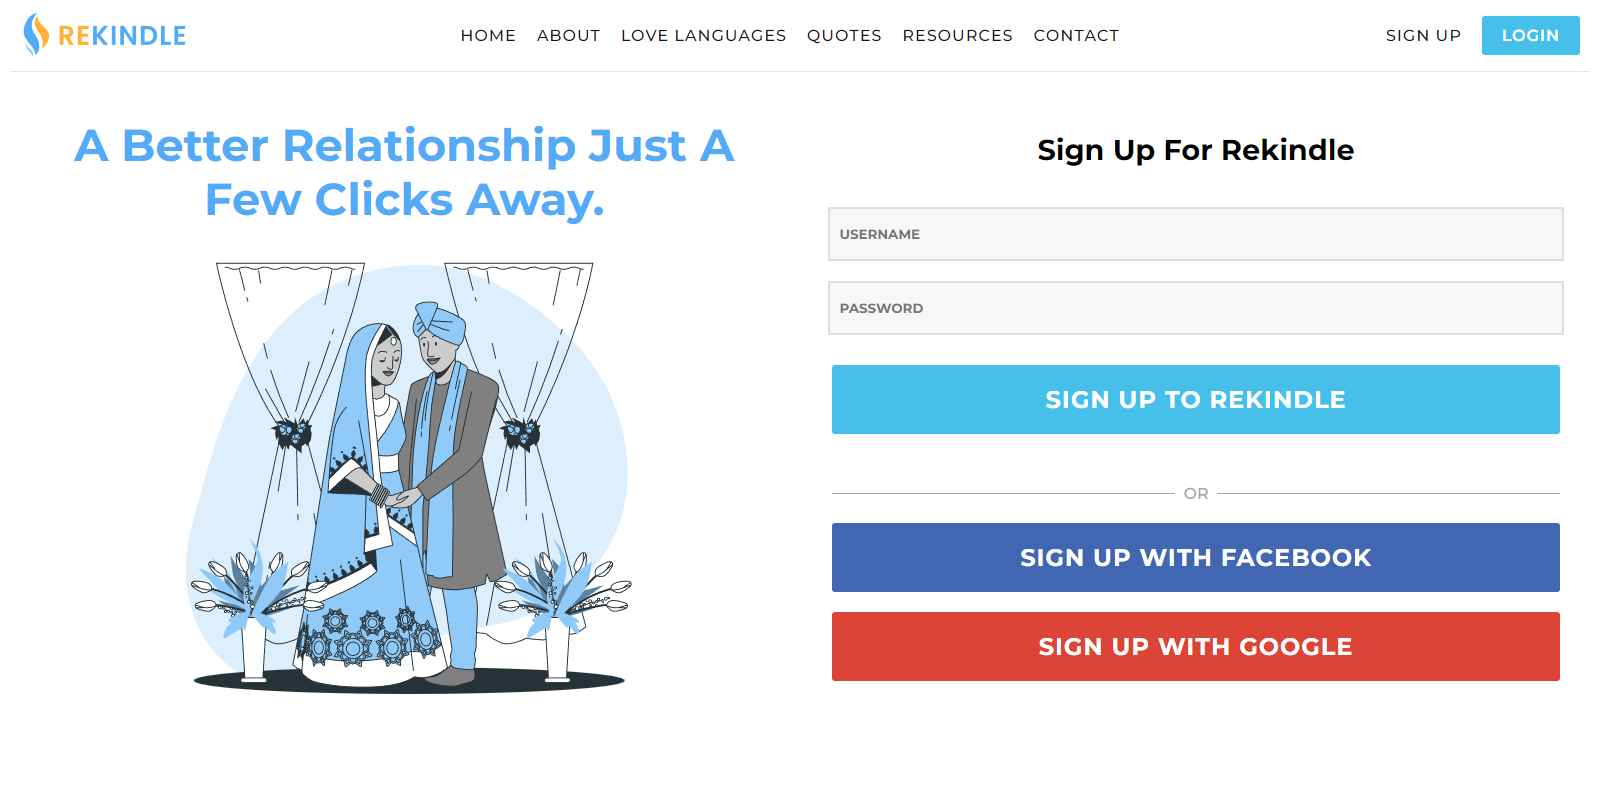 REKINDLE
HOME ABOUT LOVE LANGUAGES QUOTES RESOURCES CONTACT
SIGN UP LOGIN
A Better Relationship Just A
Few Clicks Away.
Sign Up For Rekindle
USERNAME
PASSWORD
SIGN UP TO REKINDLE
OR
SIGN UP WITH FACEBOOK
SIGN UP WITH GOOGLE